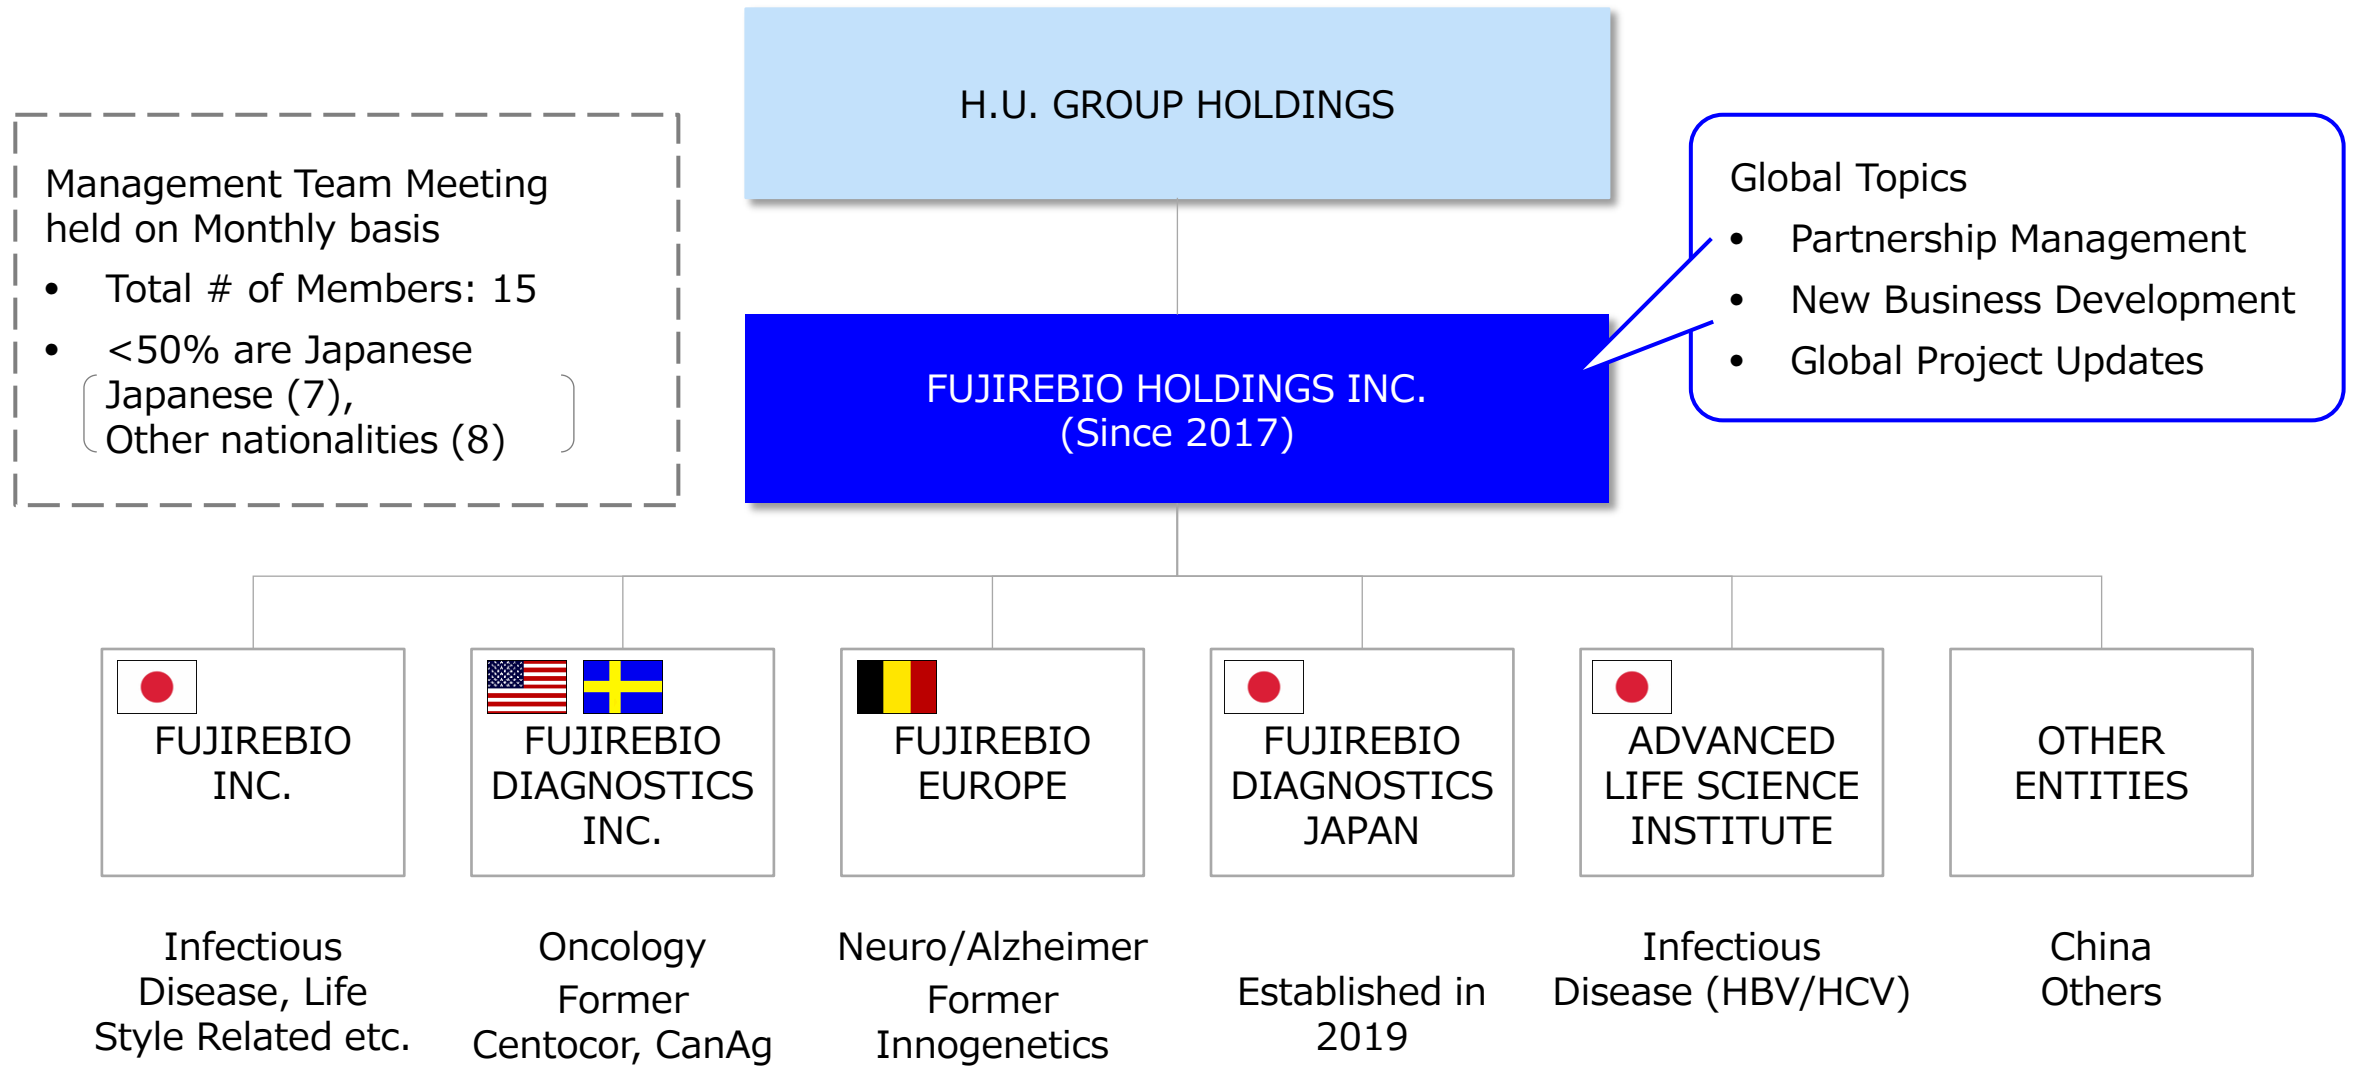 H.U. GROUP HOLDINGS
Management Team Meeting
held on Monthly basis
• Total # of Members: 15
• <50% are Japanese
Japanese (7),
Other nationalities (8)
Global Topics
• Partnership Management
• New Business Development
• Global Project Updates
FUJIREBIO HOLDINGS INC.
(Since 2017)
FUJIREBIO
INC.
FUJIREBIO
DIAGNOSTICS
INC.
FUJIREBIO
EUROPE
FUJIREBIO
DIAGNOSTICS
JAPAN
ADVANCED
LIFE SCIENCE
INSTITUTE
OTHER
ENTITIES
Infectious
Disease, Life
Style Related etc.
Oncology
Former
Centocor, CanAg
Neuro/Alzheimer
Former
Innogenetics
Established in
2019
Infectious
Disease (HBV/HCV)
China
Others